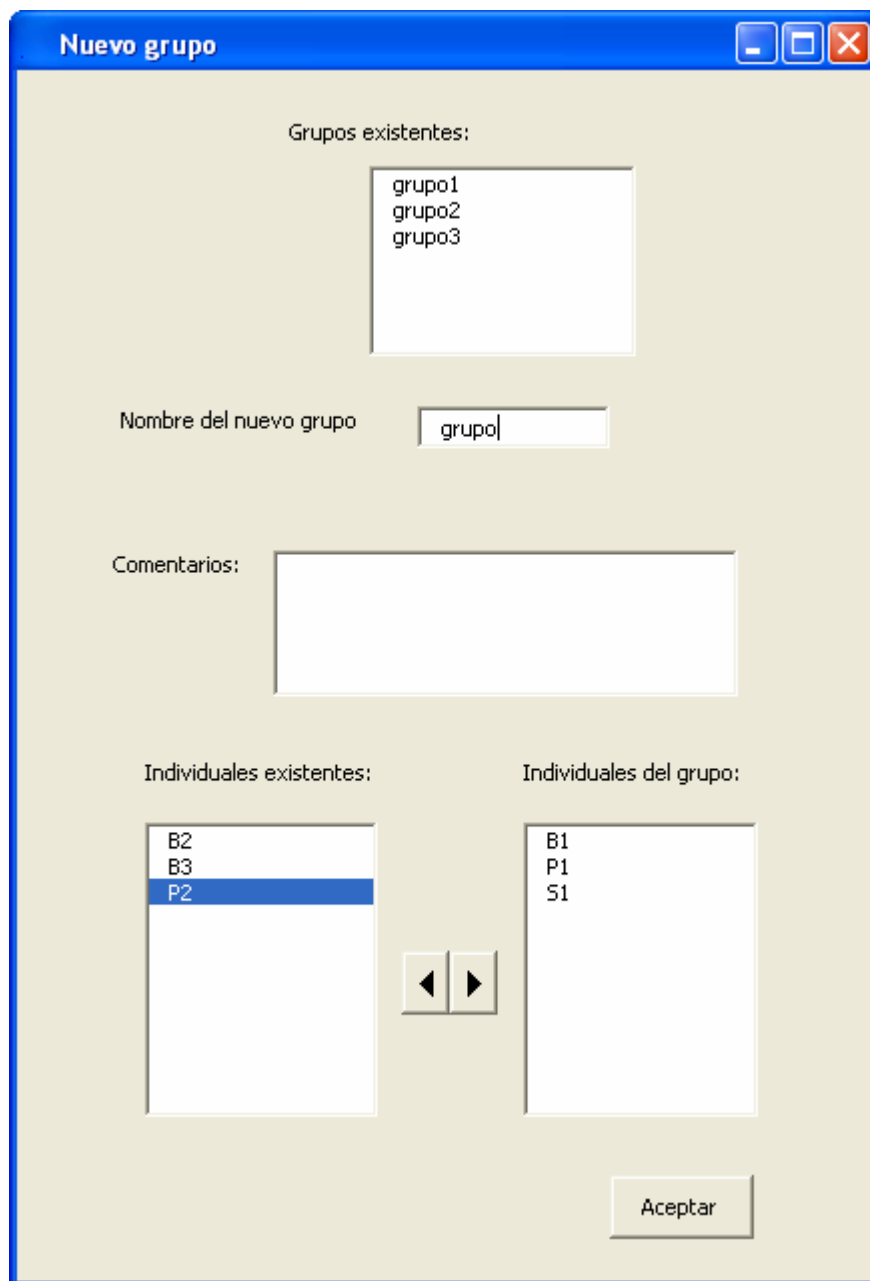 Nuevo grupo
Grupos existentes:
grupo1
grupo2
grupo3
Nombre del nuevo grupo
grupo
Comentarios:
Individuales existentes:
B2
B3
P2
Individuales del grupo:
B1
P1
S1
Aceptar